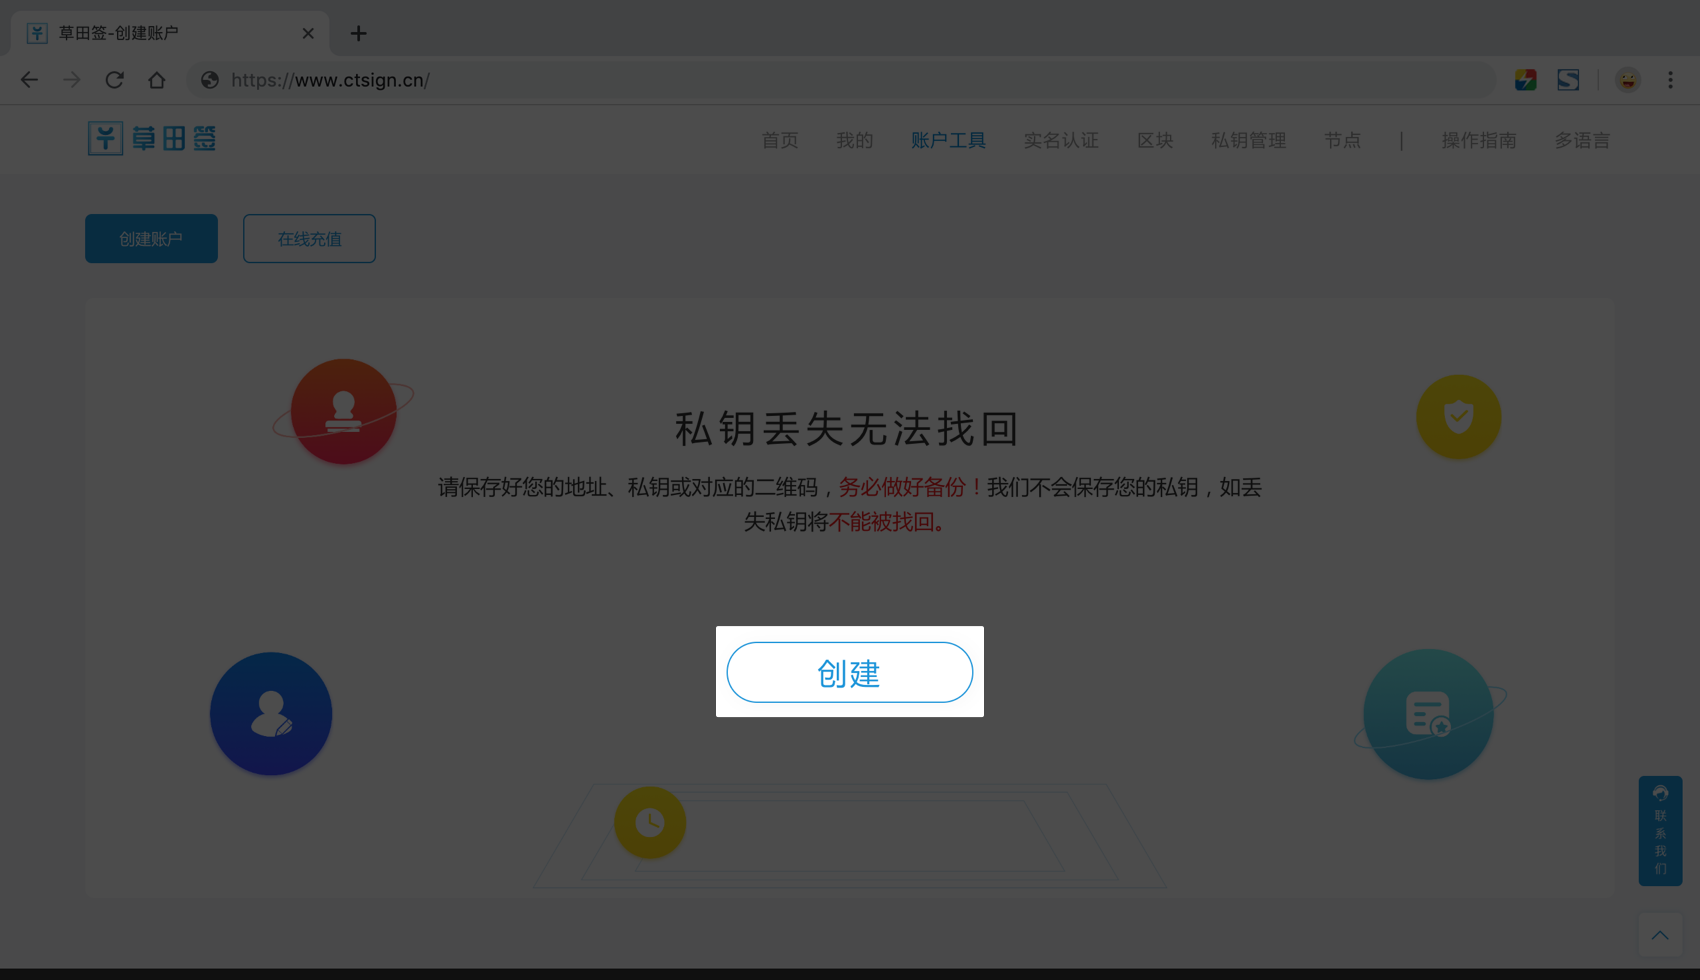 草田签-创建账户
https://www.ctsign.cn/
草田签
首页 我的 账户工具 实名认证 区块 私钥管理 节点 | 操作指南 多语言
创建账户 在线充值
私钥丢失无法找回
请保存好您的地址、私钥或对应的二维码，务必做好备份！我们不会保存您的私钥，如丢
失私钥将不能被找回。
创建
联
系
我
们